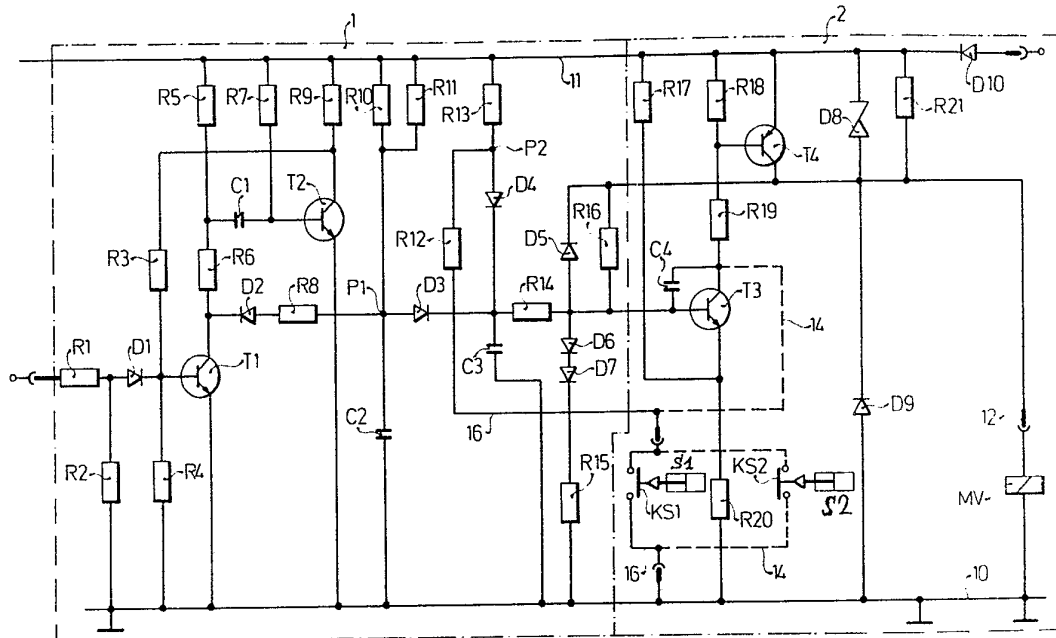 1
2
11
R5
R7
R9
R10
R11
R13
R17
R18
D10
D8
R21
P2
T4
C1
T2
D4
R16
R19
R3
R6
R12
D5
C4
D2
R8
P1
D3
R14
T3
14
R1
D1
T1
C3
D6
D7
16
D9
12
C2
R2
R4
R15
S1
KS2
KS1
R20
S2
MV
16
14
10